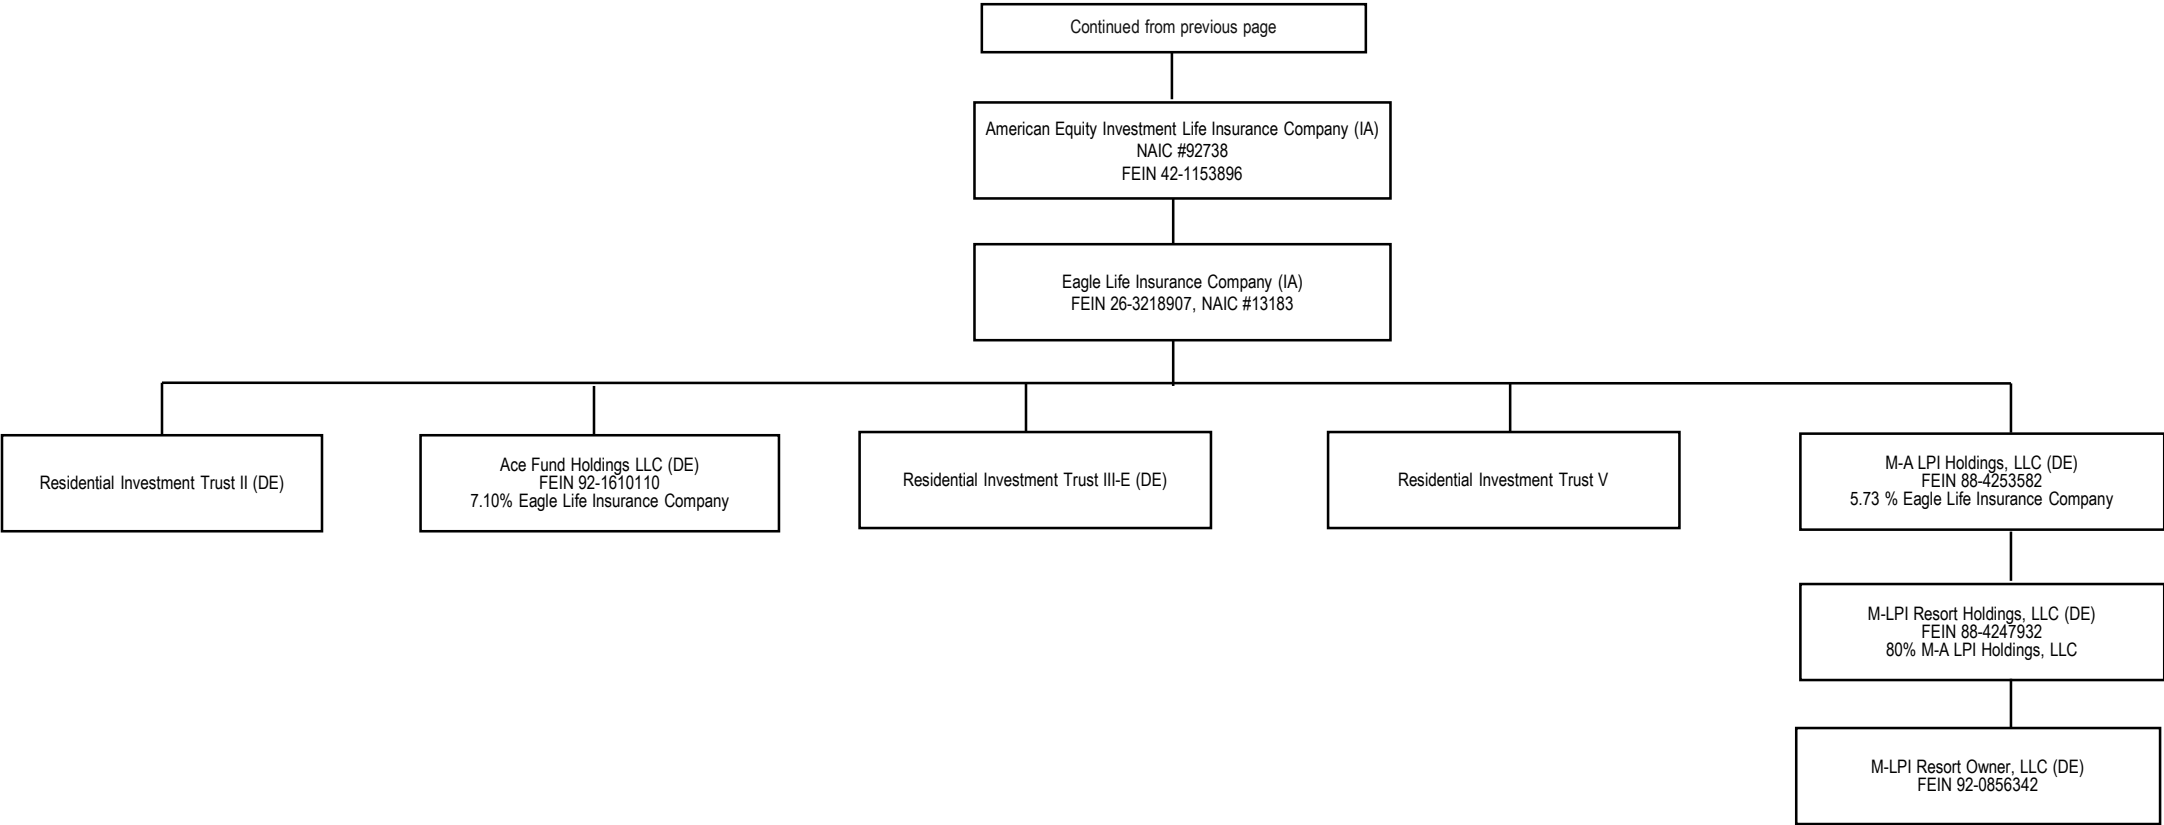 Continued from previous page
American Equity Investment Life Insurance Company (IA)
NAIC #92738
FEIN 42-1153896
Eagle Life Insurance Company (IA)
FEIN 26-3218907, NAIC #13183
Residential Investment Trust II (DE)
Ace Fund Holdings LLC (DE)
FEIN 92-1610110
7.10% Eagle Life Insurance Company
Residential Investment Trust III-E (DE)
Residential Investment Trust V
M-A LPI Holdings, LLC (DE)
FEIN 88-4253582
5.73 % Eagle Life Insurance Company
M-LPI Resort Holdings, LLC (DE)
FEIN 88-4247932
80% M-A LPI Holdings, LLC
M-LPI Resort Owner, LLC (DE)
FEIN 92-0856342